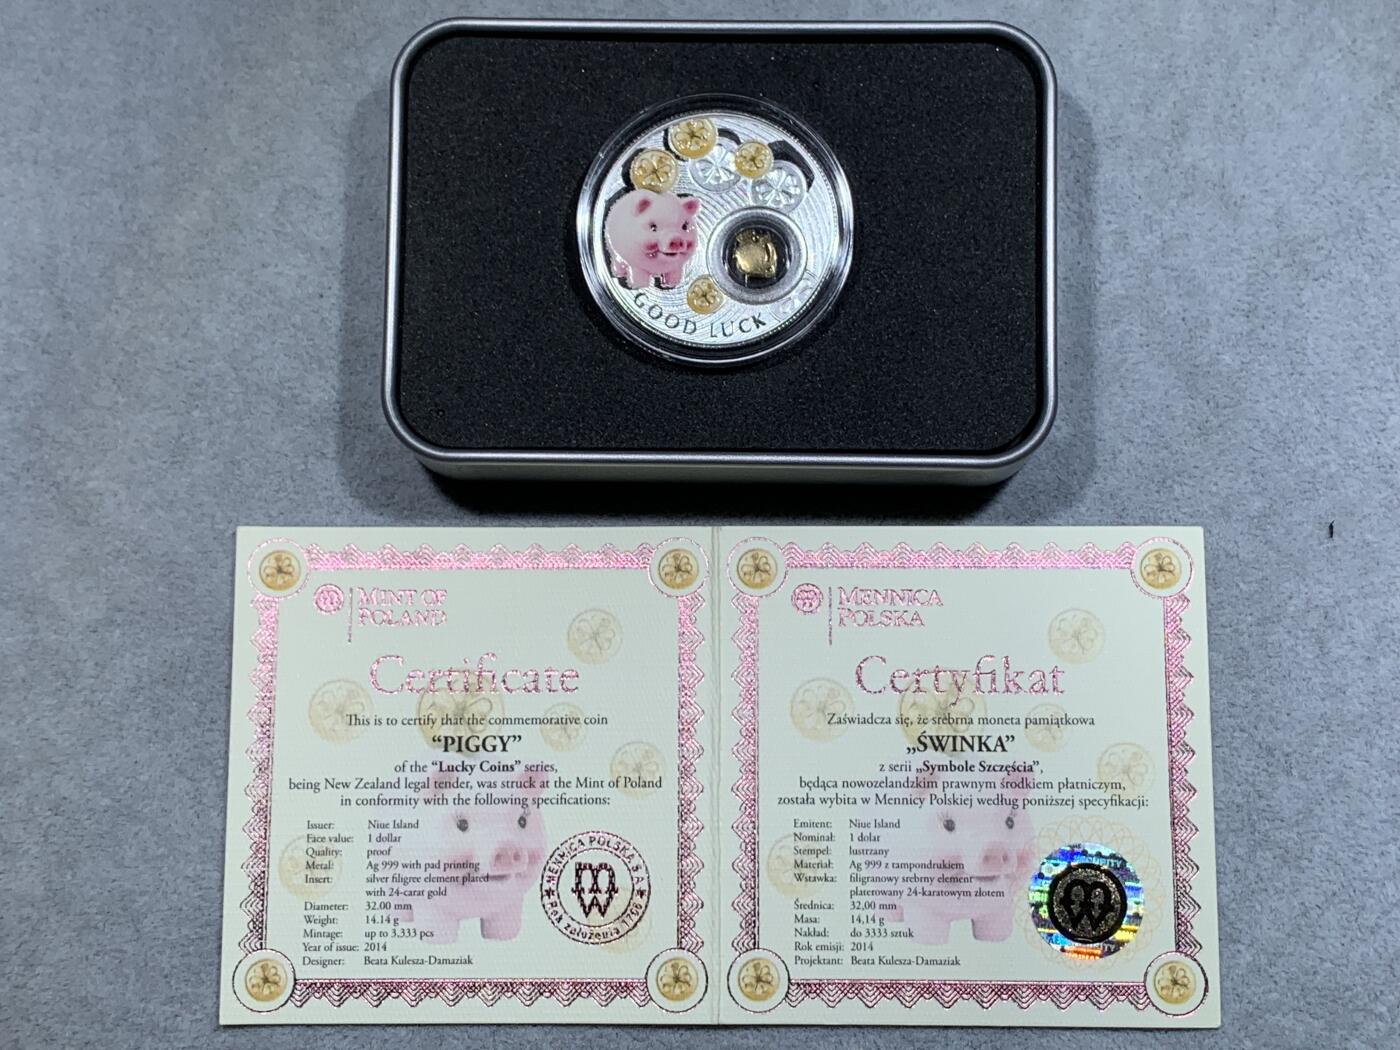 GOOD LUCK
MINT OF
POLAND
Certificate
This is to certify that the commemorative coin
“PIGGY”
of the “Lucky Coins” series,
being New Zealand legal tender, was struck at the Mint of Poland
in conformity with the following specifications:
Issuer: Niue Island
Face value: 1 dollar
Quality: proof
Metal: Ag 999 with pad printing
Insert: silver filigree element plated
with 24-carat gold
Diameter: 32.00 mm
Weight: 14.14 g
Mintage: up to 3,333 pcs
Year of issue: 2014
Designer: Beata Kulesza-Damaziak
MENNICA POLSKA S.A.
Rok założenia 1766
MENNICA
POLSKA
Certyfikat
Zaświadcza się, że srebrna moneta pamiątkowa
„ŚWINKA”
z serii „Symbole Szczęścia”,
będąca nowozelandzkim prawnym środkiem płatniczym,
została wybita w Mennicy Polskiej według poniższej specyfikacji:
Emitent: Niue Island
Nominał: 1 dolar
Stempel: lustrzany
Materiał: Ag 999 z tampondrukiem
Wstawka: filigranowy srebrny element
platerowany 24-karatowym złotem
Średnica: 32,00 mm
Masa: 14,14 g
Nakład: do 3333 sztuk
Rok emisji: 2014
Projektant: Beata Kulesza-Damaziak